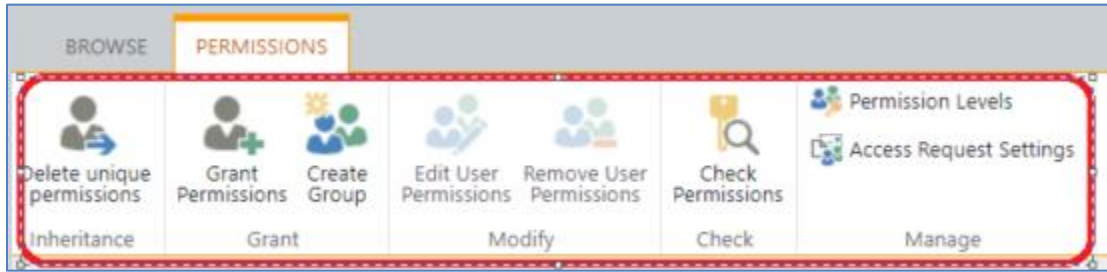 BROWSE PERMISSIONS
Delete unique permissions
Grant Permissions
Create Group
Edit User Permissions
Remove User Permissions
Check Permissions
Permission Levels
Access Request Settings
Inheritance Grant Modify Check Manage